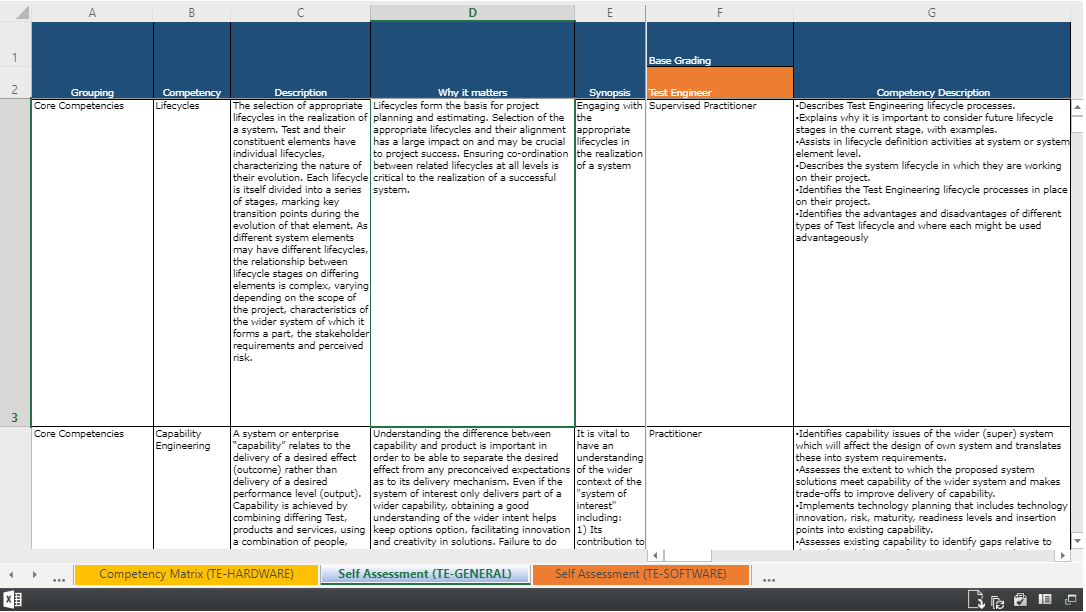 A B C D E F G
1 Base Grading
2 Grouping Competency Description Why it matters Synopsis Test Engineer Competency Description
3
Core Competencies
Lifecycles
The selection of appropriate
lifecycles in the realization of
a system. Test and their
constituent elements have
individual lifecycles,
characterizing the nature of
their evolution. Each lifecycle
is itself divided into a series
of stages, marking key
transition points during the
evolution of that element. As
different system elements
may have different lifecycles,
the relationship between
lifecycle stages on differing
elements is complex, varying
depending on the scope of
the project, characteristics of
the wider system of which it
forms a part, the stakeholder
requirements and perceived
risk.
Lifecycles form the basis for project
planning and estimating. Selection of the
appropriate lifecycles and their alignment
has a large impact on and may be crucial
to project success. Ensuring co-ordination
between related lifecycles at all levels is
critical to the realization of a successful
system.
Engaging with
the
appropriate
lifecycles in
the realization
of a system
Supervised Practitioner
•Describes Test Engineering lifecycle processes.
•Explains why it is important to consider future lifecycle
stages in the current stage, with examples.
•Assists in lifecycle definition activities at system or system
element level.
•Describes the system lifecycle in which they are working
on their project.
•Identifies the Test Engineering lifecycle processes in place
on their project.
•Identifies the advantages and disadvantages of different
types of Test lifecycle and where each might be used
advantageously
Core Competencies
Capability
Engineering
A system or enterprise
"capability" relates to the
delivery of a desired effect
(outcome) rather than
delivery of a desired
performance level (output).
Capability is achieved by
combining differing Test,
products and services, using
a combination of people,
Understanding the difference between
capability and product is important in
order to be able to separate the desired
effect from any preconceived expectations
as to its delivery mechanism. Even if the
system of interest only delivers part of a
wider capability, obtaining a good
understanding of the wider intent helps
keep options option, facilitating innovation
and creativity in solutions. Failure to do
It is vital to
have an
understanding
of the wider
context of the
"system of
interest"
including:
1) Its
contribution to
Practitioner
•Identifies capability issues of the wider (super) system
which will affect the design of own system and translates
these into system requirements.
•Assesses the extent to which the proposed system
solutions meet capability of the wider system and makes
trade-offs to improve delivery of capability.
•Implements technology planning that includes technology
innovation, risk, maturity, readiness levels and insertion
points into existing capability.
•Assesses existing capability to identify gaps relative to
... Competency Matrix (TE-HARDWARE) Self Assessment (TE-GENERAL) Self Assessment (TE-SOFTWARE) ...